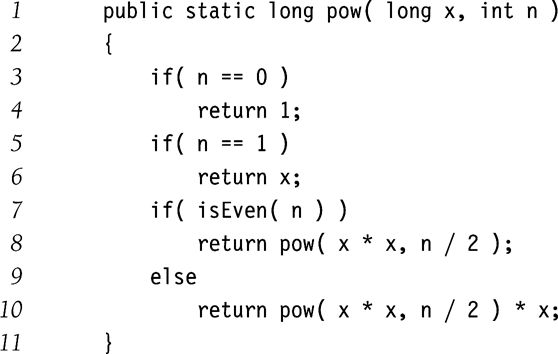 1 public static long pow( long x, int n )
2 {
3 if( n == 0 )
4 return 1;
5 if( n == 1 )
6 return x;
7 if( isEven( n ) )
8 return pow( x * x, n / 2 );
9 else
10 return pow( x * x, n / 2 ) * x;
11 }